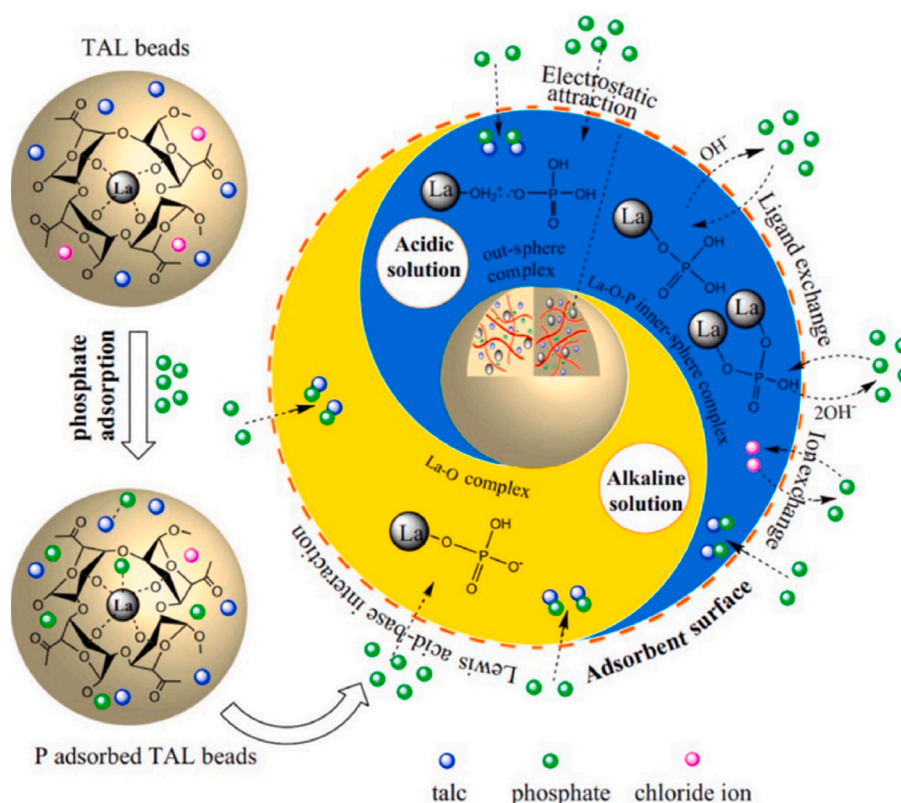 TAL beads
La
phosphate
adsorption
La
P adsorbed TAL beads
Electrostatic
attraction
OH⁻
Ligand exchange
2OH⁻
Ion exchange
Adsorbent surface
Lewis acid-base interaction
Acidic
solution
La
OH₂⁺
O
P
OH
OH
O
out-sphere
complex
La
O
P
OH
OH
O
La-O-P inner-sphere complex
La
La
O
O
P
OH
O
Alkaline
solution
La-O complex
La
O
P
OH
O⁻
O
talc
phosphate
chloride ion